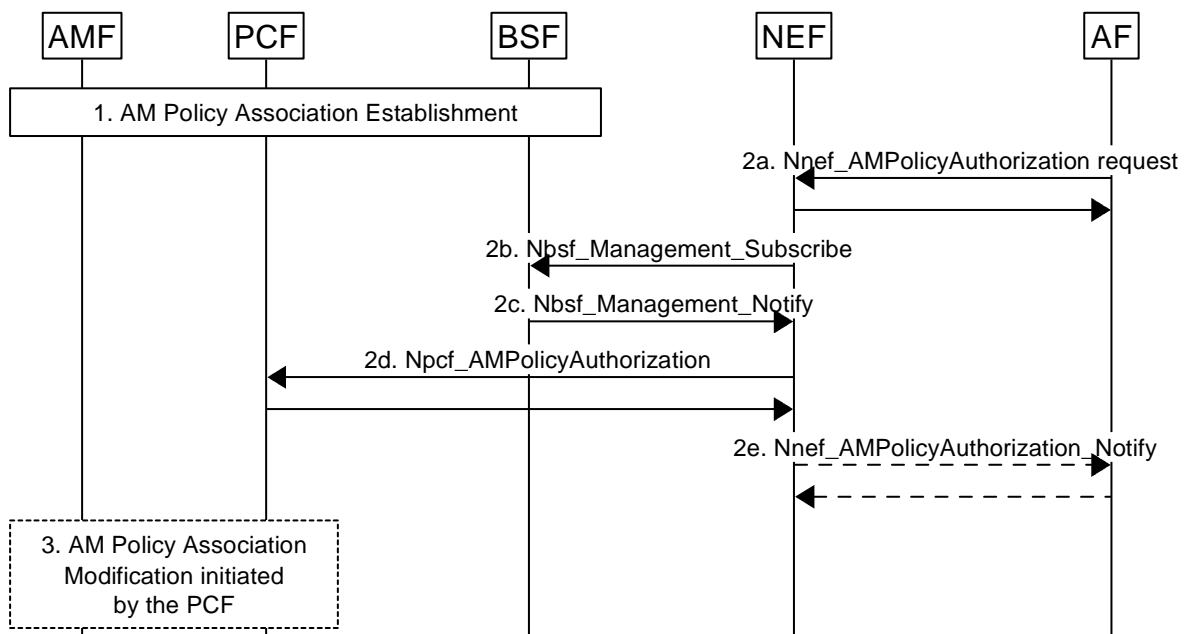 AMF
PCF
BSF
NEF
AF
1. AM Policy Association Establishment
2a. Nnef_AMPolicyAuthorization request
2b. Nbsf_Management_Subscribe
2c. Nbsf_Management_Notify
2d. Npcf_AMPolicyAuthorization
2e. Nnef_AMPolicyAuthorization_Notify
3. AM Policy Association
Modification initiated
by the PCF